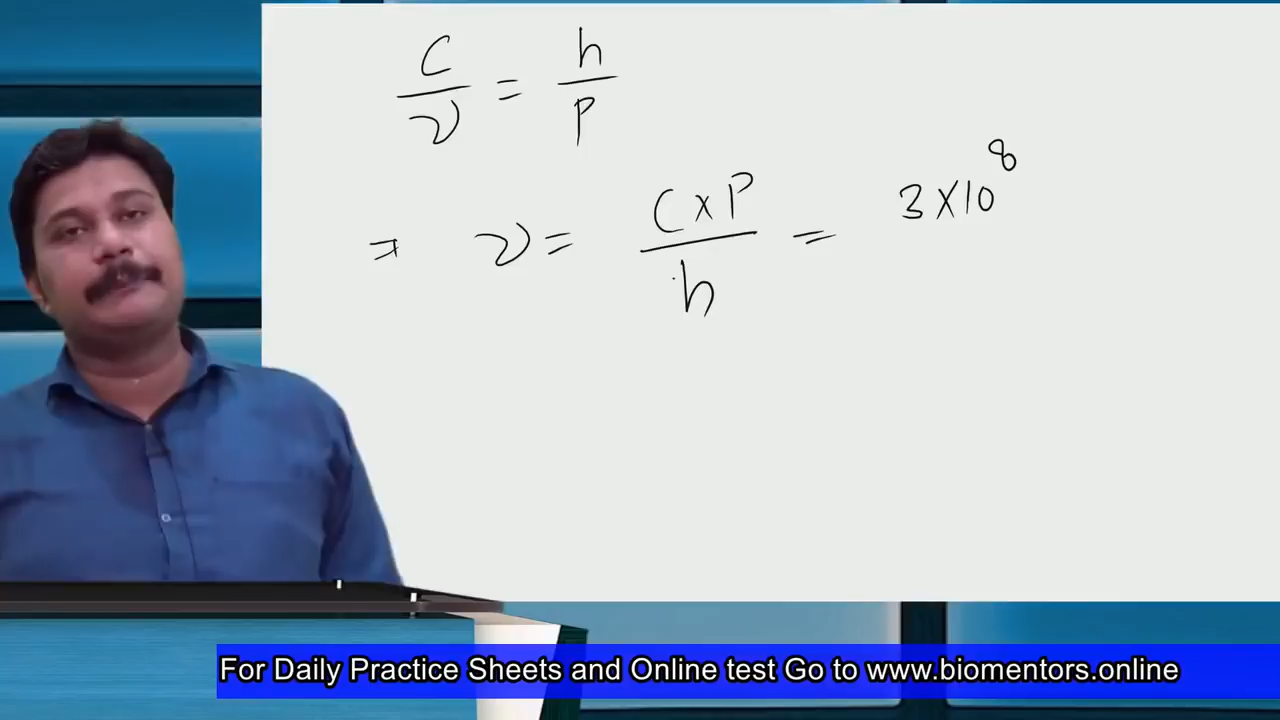 C/ν = h/P
⇒ ν = C×P/h = 3×10⁸
For Daily Practice Sheets and Online test Go to www.biomentors.online